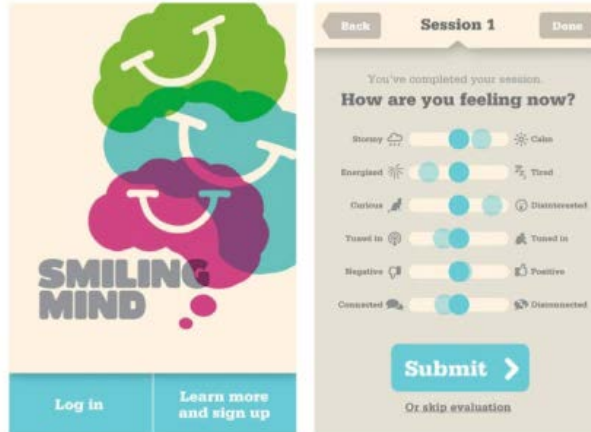 SMILING
MIND
Log in
Learn more
and sign up
Back
Session 1
Done
You've completed your session.
How are you feeling now?
Stormy
Calm
Energised
Tired
Curious
Disinterested
Tuned in
Tuned in
Negative
Positive
Connected
Disconnected
Submit
Or skip evaluation